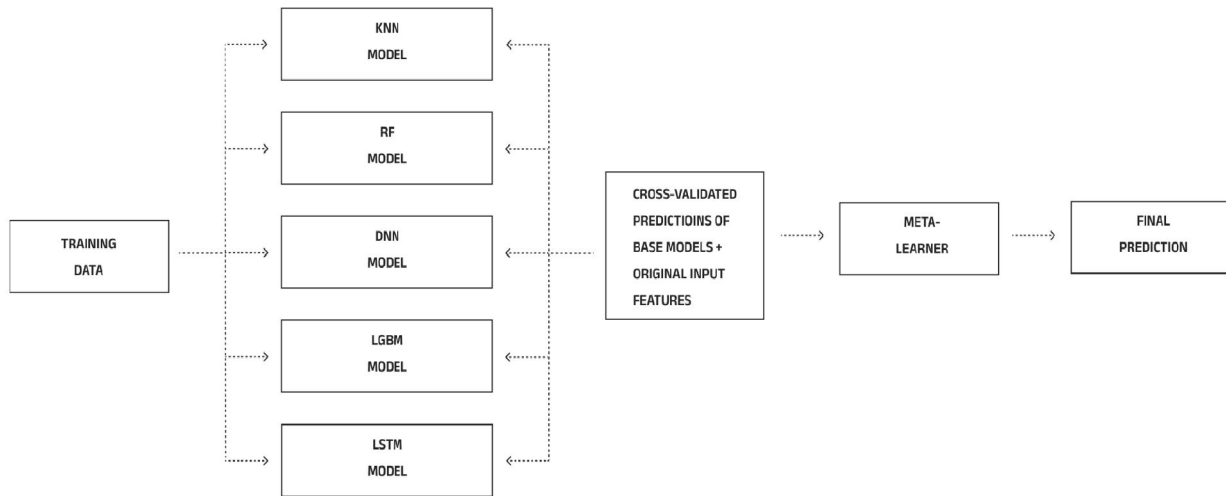 KNN
MODEL
RF
MODEL
TRAINING
DATA
DNN
MODEL
LGBM
MODEL
LSTM
MODEL
CROSS-VALIDATED
PREDICTIOINS OF
BASE MODELS +
ORIGINAL INPUT
FEATURES
META-
LEARNER
FINAL
PREDICTION